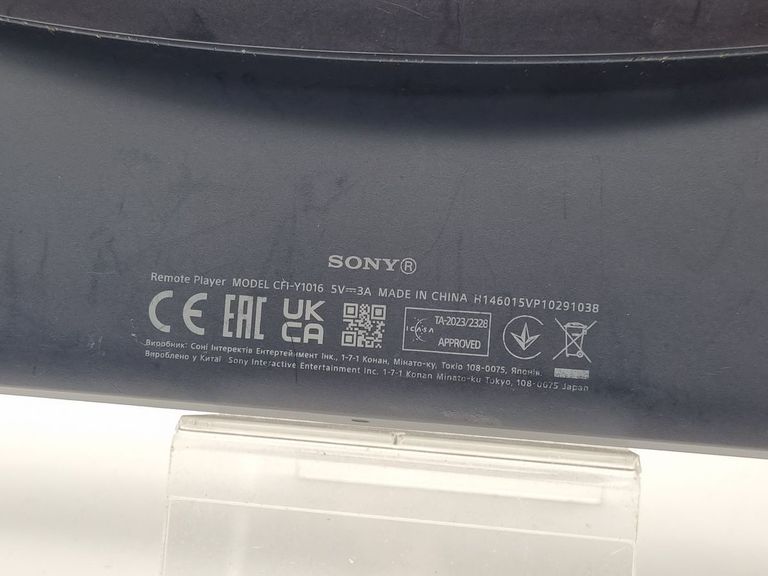 SONY®
Remote Player MODEL CFI-Y1016 5V⎓3A MADE IN CHINA H146015VP10291038
CE EAC UK CA ICASA TA-2023/2328 APPROVED
Виробник: Соні Інтеректів Ентертейнмент Інк., 1-7-1 Конан, Мінато-ку, Токіо 108-0075, Японія.
Вироблено у Китаї Sony Interactive Entertainment Inc. 1-7-1 Konan Minato-ku Tokyo, 108-0075 Japan